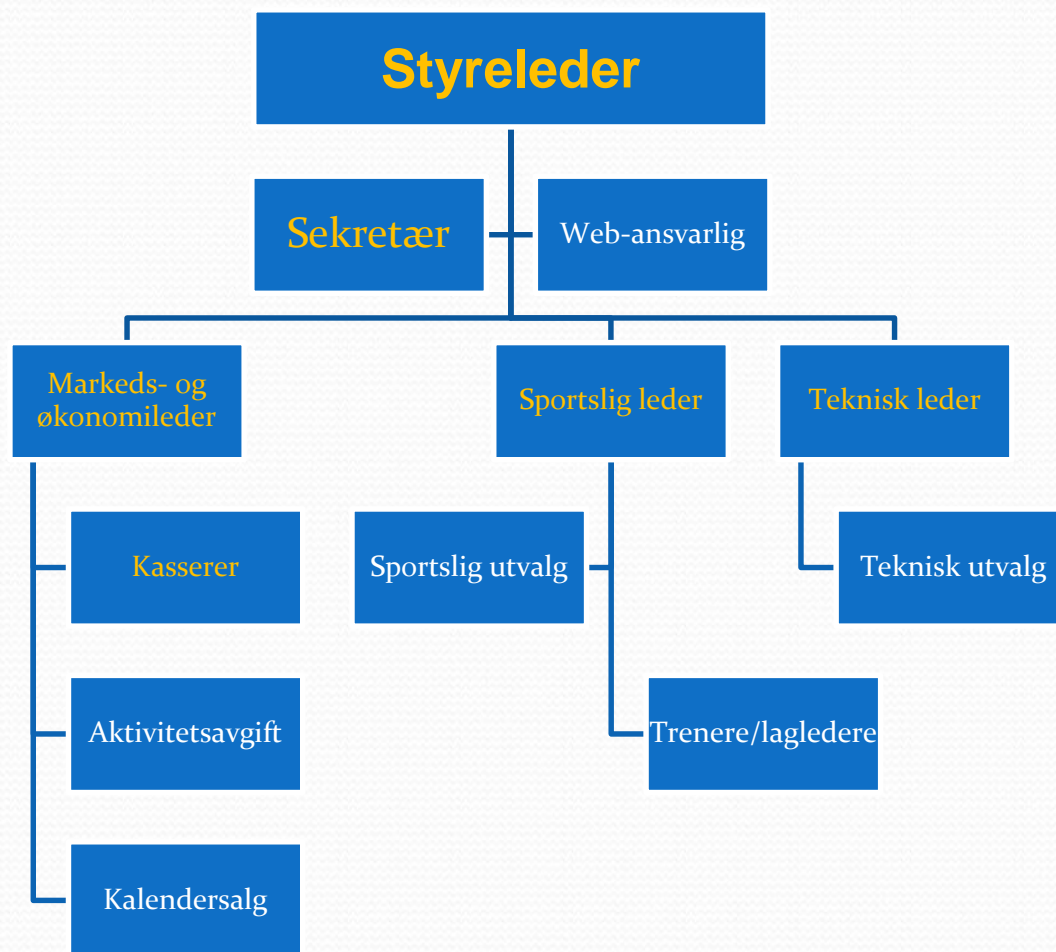 Styreleder
Sekretær
Web-ansvarlig
Markeds- og
økonomileder
Sportslig leder
Teknisk leder
Kasserer
Sportslig utvalg
Teknisk utvalg
Aktivitetsavgift
Trenere/lagledere
Kalendersalg